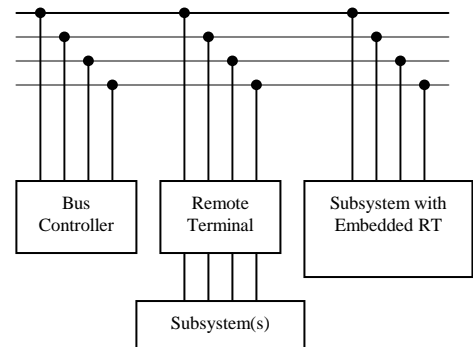 Bus
Controller
Remote
Terminal
Subsystem with
Embedded RT
Subsystem(s)